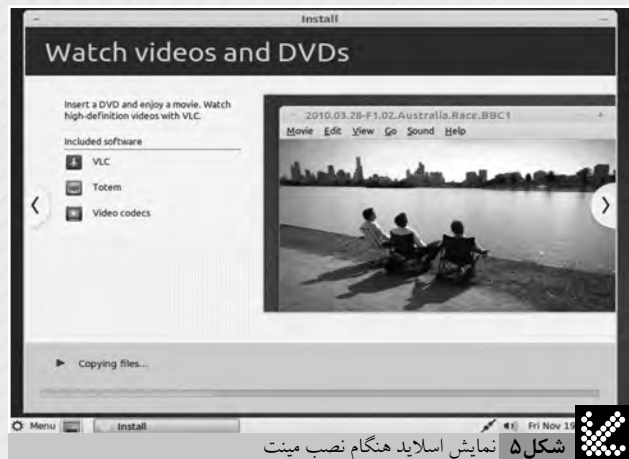 Install
Watch videos and DVDs
Insert a DVD and enjoy a movie. Watch
high-definition videos with VLC.
Included software
VLC
Totem
Video codecs
2010.03.28-F1.02.Australia.Race.BBC1
Movie Edit View Go Sound Help
Copying files...
Menu Install Fri Nov 19
شکل۵ نمایش اسلاید هنگام نصب مینت